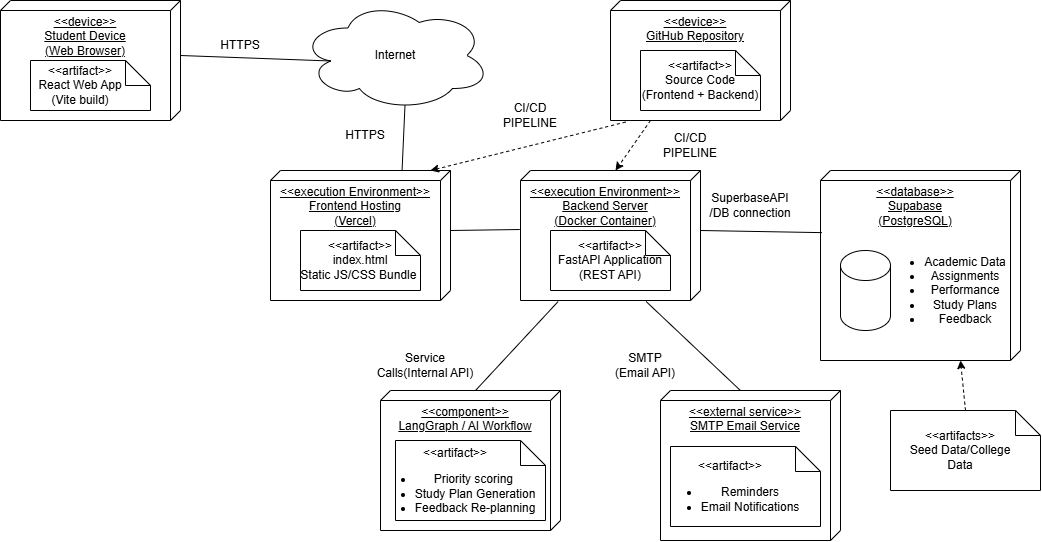 <<device>>
Student Device
(Web Browser)
<<artifact>>
React Web App
(Vite build)
HTTPS
Internet
HTTPS
<<device>>
GitHub Repository
<<artifact>>
Source Code
(Frontend + Backend)
CI/CD
PIPELINE
CI/CD
PIPELINE
<<execution Environment>>
Frontend Hosting
(Vercel)
<<artifact>>
index.html
Static JS/CSS Bundle
<<execution Environment>>
Backend Server
(Docker Container)
<<artifact>>
FastAPI Application
(REST API)
SuperbaseAPI
/DB connection
<<database>>
Supabase
(PostgreSQL)
• Academic Data
• Assignments
• Performance
• Study Plans
• Feedback
Service
Calls(Internal API)
SMTP
(Email API)
<<component>>
LangGraph / AI Workflow
<<artifact>>
• Priority scoring
• Study Plan Generation
• Feedback Re-planning
<<external service>>
SMTP Email Service
<<artifact>>
• Reminders
• Email Notifications
<<artifacts>
Seed Data/College
Data